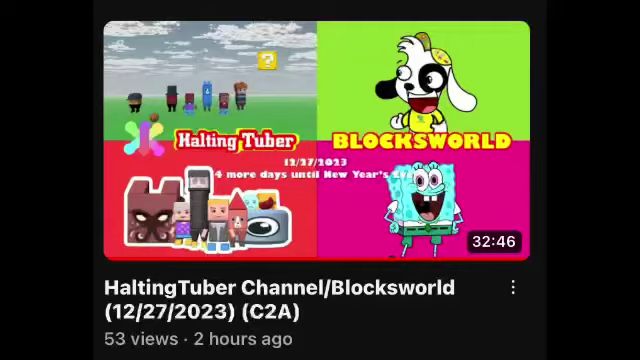 ?
Halting Tuber
BLOCKSWORLD
12/27/2023
4 more days until New Year's Eve
32:46
HaltingTuber Channel/Blocksworld
(12/27/2023) (C2A)
53 views · 2 hours ago